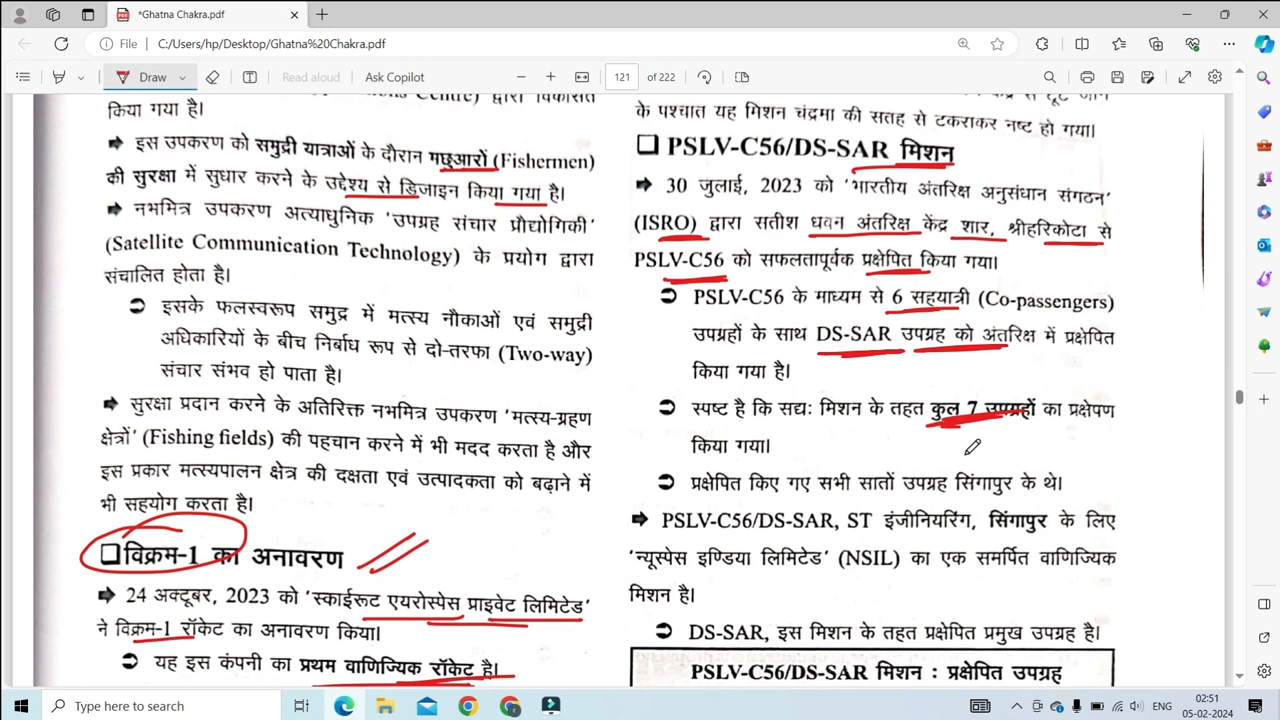 *Ghatna Chakra.pdf
File
C:/Users/hp/Desktop/Ghatna%20Chakra.pdf
Draw
Read aloud
Ask Copilot
121
of 222
द्वारा विकसित
किया गया है।
इस उपकरण को समुद्री यात्राओं के दौरान मछुआरों (Fishermen)
की सुरक्षा में सुधार करने के उद्देश्य से डिजाइन किया गया है।
नभमित्र उपकरण अत्याधुनिक 'उपग्रह संचार प्रौद्योगिकी'
(Satellite Communication Technology) के प्रयोग द्वारा
संचालित होता है।
इसके फलस्वरूप समुद्र में मत्स्य नौकाओं एवं समुद्री
अधिकारियों के बीच निर्बाध रूप से दो-तरफा (Two-way)
संचार संभव हो पाता है।
सुरक्षा प्रदान करने के अतिरिक्त नभमित्र उपकरण 'मत्स्य-ग्रहण
क्षेत्रों' (Fishing fields) की पहचान करने में भी मदद करता है और
इस प्रकार मत्स्यपालन क्षेत्र की दक्षता एवं उत्पादकता को बढ़ाने में
भी सहयोग करता है।
विक्रम-1 का अनावरण
24 अक्टूबर, 2023 को 'स्काईरूट एयरोस्पेस प्राइवेट लिमिटेड'
ने विक्रम-1 रॉकेट का अनावरण किया।
यह इस कंपनी का प्रथम वाणिज्यिक रॉकेट है।
के पश्चात यह मिशन चंद्रमा की सतह से टकराकर नष्ट हो गया।
PSLV-C56/DS-SAR मिशन
30 जुलाई, 2023 को 'भारतीय अंतरिक्ष अनुसंधान संगठन'
(ISRO) द्वारा सतीश धवन अंतरिक्ष केंद्र शार, श्रीहरिकोटा से
PSLV-C56 को सफलतापूर्वक प्रक्षेपित किया गया।
PSLV-C56 के माध्यम से 6 सहयात्री (Co-passengers)
उपग्रहों के साथ DS-SAR उपग्रह को अंतरिक्ष में प्रक्षेपित
किया गया है।
स्पष्ट है कि सद्यः मिशन के तहत कुल 7 उपग्रहों का प्रक्षेपण
किया गया।
प्रक्षेपित किए गए सभी सातों उपग्रह सिंगापुर के थे।
PSLV-C56/DS-SAR, ST इंजीनियरिंग, सिंगापुर के लिए
'न्यूस्पेस इण्डिया लिमिटेड' (NSIL) का एक समर्पित वाणिज्यिक
मिशन है।
DS-SAR, इस मिशन के तहत प्रक्षेपित प्रमुख उपग्रह है।
PSLV-C56/DS-SAR मिशन : प्रक्षेपित उपग्रह
Type here to search
ENG
02:51
05-02-2024